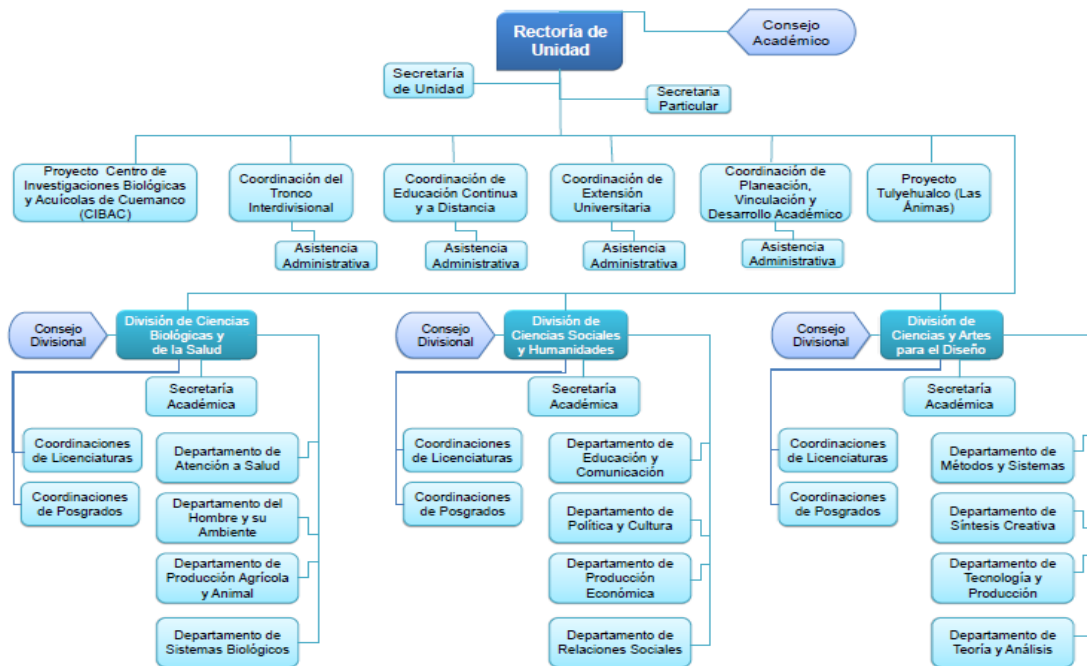 Rectoría de
Unidad
Consejo
Académico
Secretaría
de Unidad
Secretaria
Particular
Proyecto Centro de
Investigaciones Biológicas
y Acuícolas de Cuemanco
(CIBAC)
Coordinación del
Tronco
Interdivisional
Coordinación de
Educación Continua
y a Distancia
Coordinación de
Extensión
Universitaria
Coordinación de
Planeación,
Vinculación y
Desarrollo Académico
Proyecto
Tulyehualco (Las
Ánimas)
Asistencia
Administrativa
Asistencia
Administrativa
Asistencia
Administrativa
Asistencia
Administrativa
Consejo
Divisional
División de Ciencias
Biológicas y
de la Salud
Secretaría
Académica
Coordinaciones
de Licenciaturas
Coordinaciones
de Posgrados
Departamento de
Atención a Salud
Departamento del
Hombre y su
Ambiente
Departamento de
Producción Agrícola
y Animal
Departamento de
Sistemas Biológicos
Consejo
Divisional
División de
Ciencias Sociales
y Humanidades
Secretaría
Académica
Coordinaciones
de Licenciaturas
Coordinaciones
de Posgrados
Departamento de
Educación y
Comunicación
Departamento de
Política y Cultura
Departamento de
Producción
Económica
Departamento de
Relaciones Sociales
Consejo
Divisional
División de
Ciencias y Artes
para el Diseño
Secretaría
Académica
Coordinaciones
de Licenciaturas
Coordinaciones
de Posgrados
Departamento de
Métodos y Sistemas
Departamento de
Síntesis Creativa
Departamento de
Tecnología y
Producción
Departamento de
Teoría y Análisis